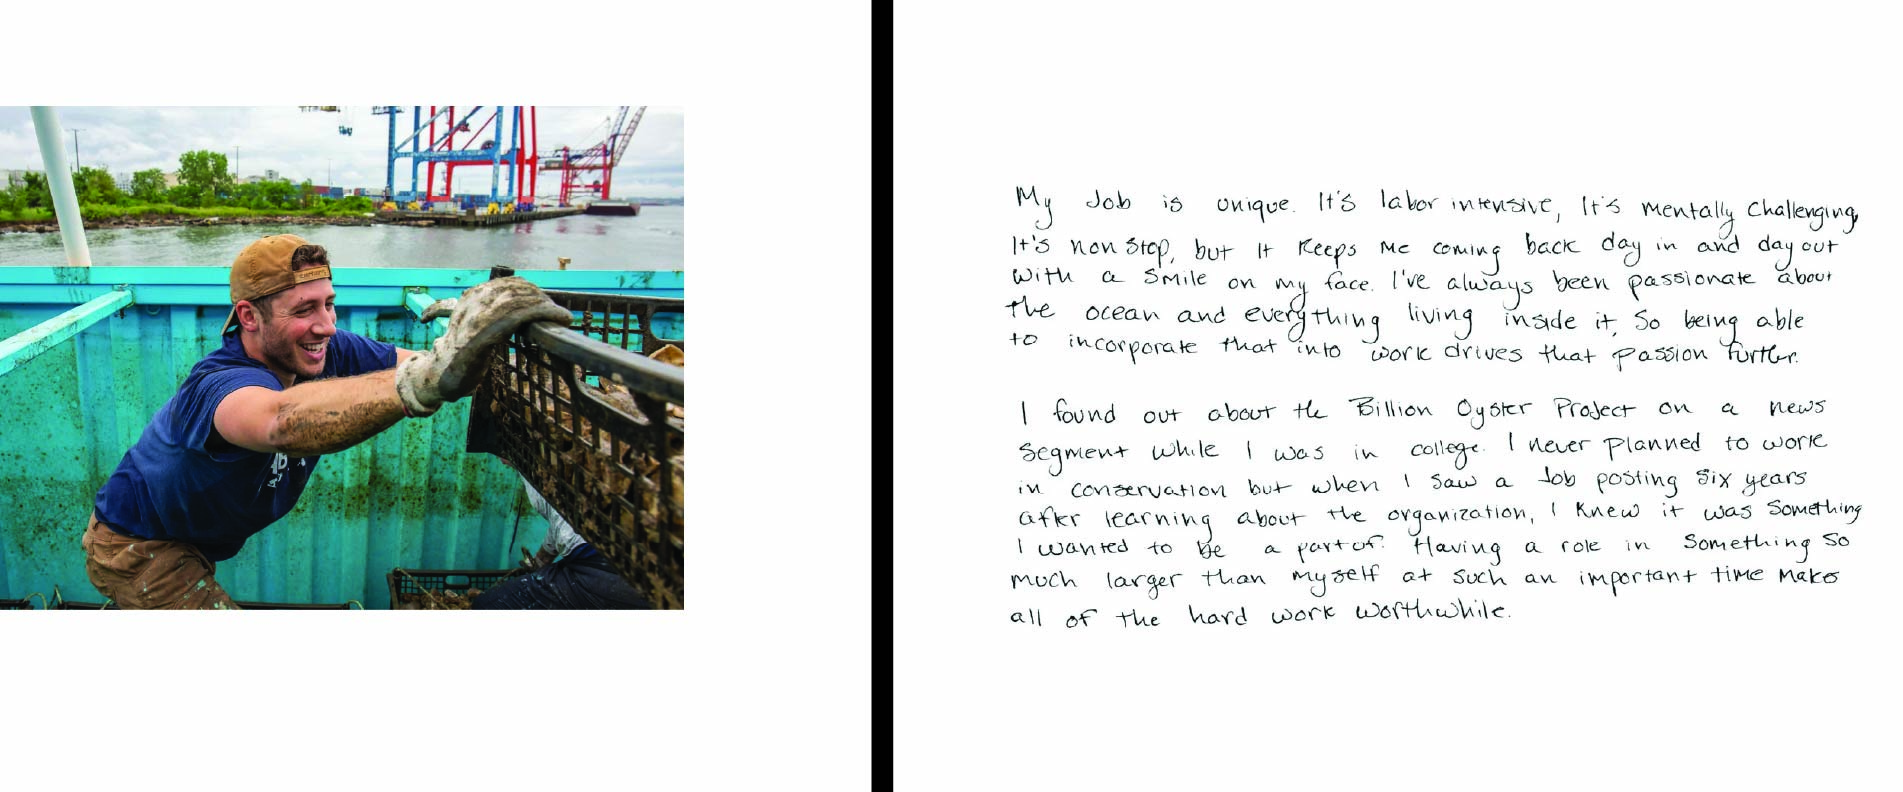 carhartt
My Job is unique. It's labor intensive, It's mentally challenging,
It's non stop, but it keeps me coming back day in and day out
with a smile on my face. I've always been passionate about
the ocean and everything living inside it, so being able
to incorporate that into work drives that passion further.
I found out about the Billion Oyster Project on a news
segment while I was in college. I never planned to work
in conservation but when I saw a Job posting six years
after learning about the organization, I knew it was something
I wanted to be a part of. Having a role in something so
much larger than myself at such an important time makes
all of the hard work worthwhile.